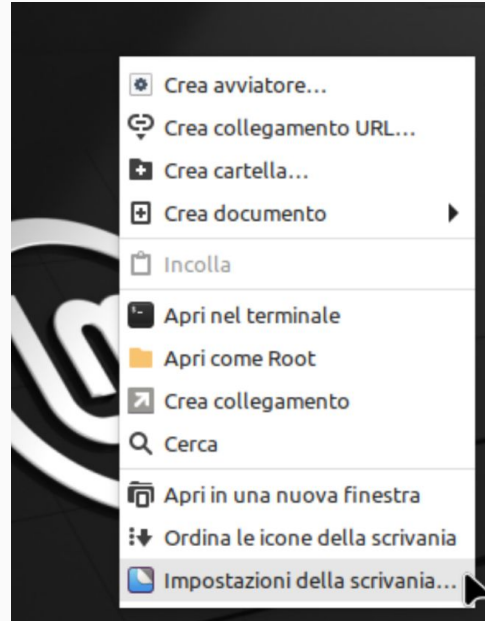 Crea avviatore...
Crea collegamento URL...
Crea cartella...
Crea documento
Incolla
Apri nel terminale
Apri come Root
Crea collegamento
Cerca
Apri in una nuova finestra
Ordina le icone della scrivania
Impostazioni della scrivania...